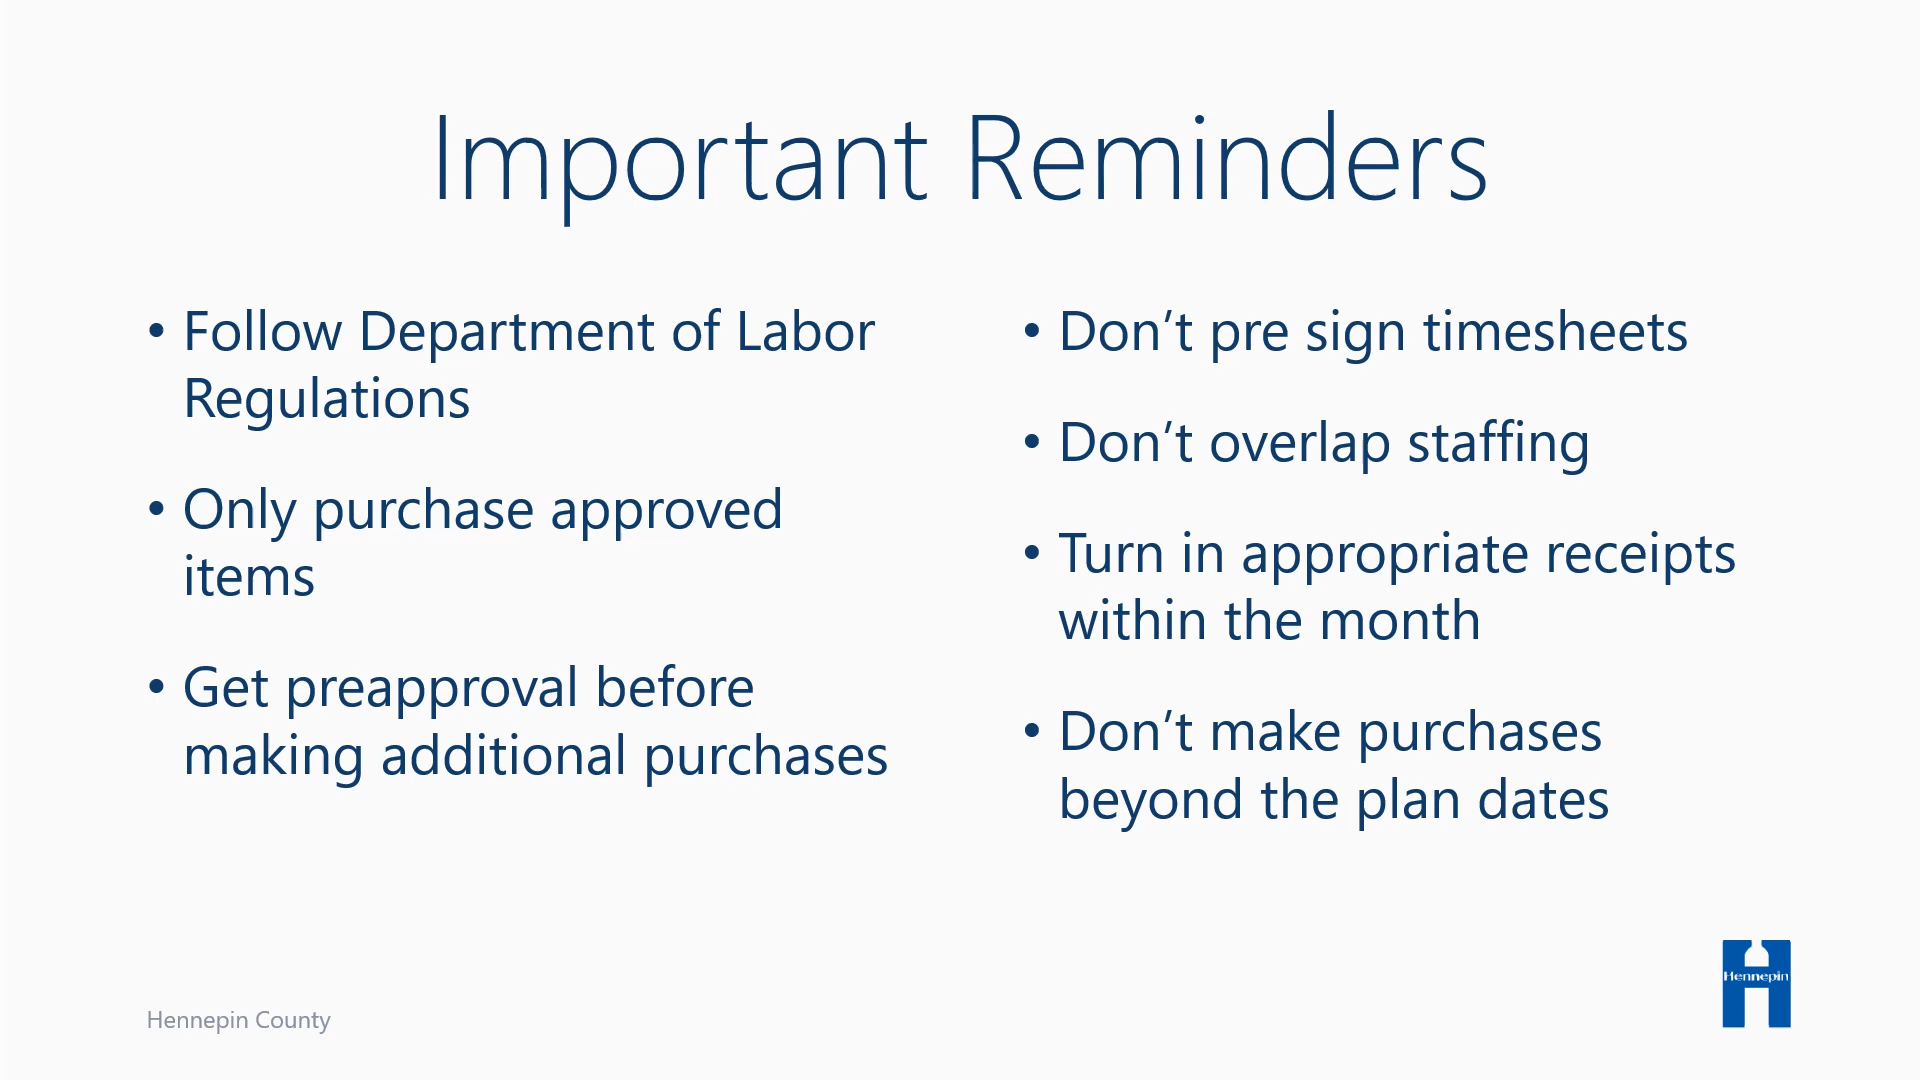 Important Reminders
• Follow Department of Labor
Regulations
• Only purchase approved
items
• Get preapproval before
making additional purchases
• Don’t pre sign timesheets
• Don’t overlap staffing
• Turn in appropriate receipts
within the month
• Don’t make purchases
beyond the plan dates
Hennepin County
Hennepin